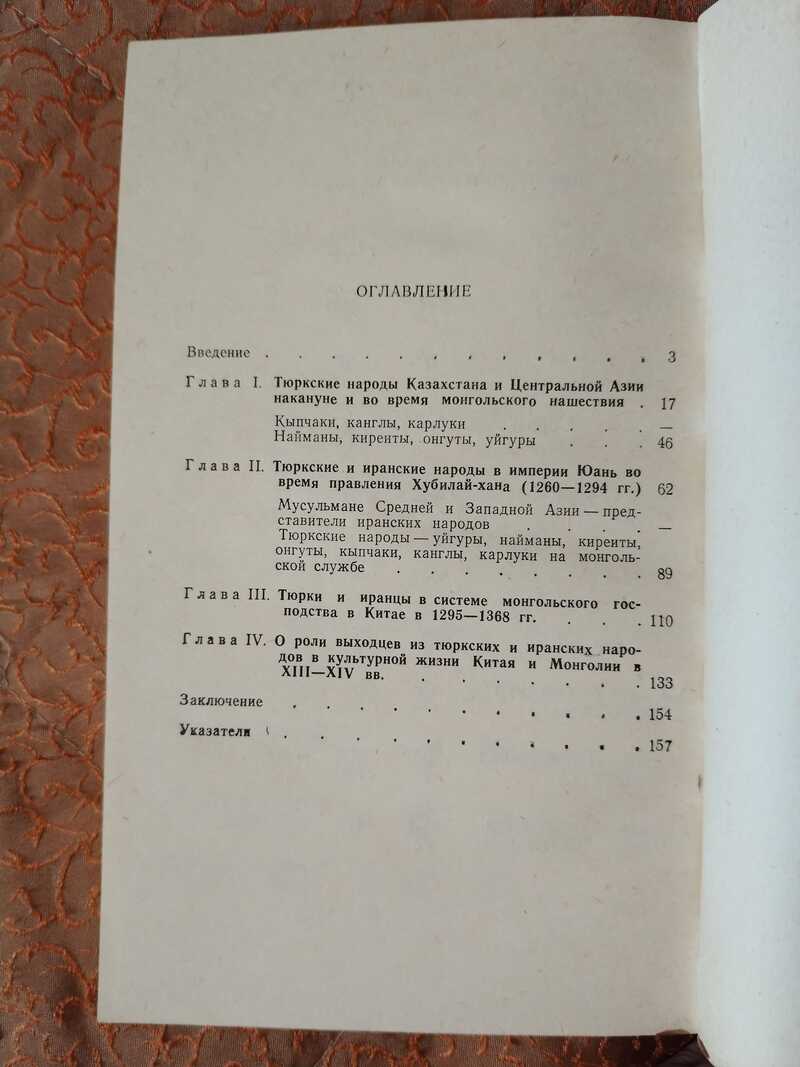 ОГЛАВЛЕНИЕ
Введение . . . . . . . . . . . . 3
Глава I. Тюркские народы Казахстана и Центральной Азии
накануне и во время монгольского нашествия . 17
Кыпчаки, канглы, карлуки . . . . . —
Найманы, киреиты, онгуты, уйгуры . . . 46
Глава II. Тюркские и иранские народы в империи Юань во
время правления Хубилай-хана (1260—1294 гг.) 62
Мусульмане Средней и Западной Азии — пред-
ставители иранских народов . . . . —
Тюркские народы — уйгуры, найманы, киреиты,
онгуты, кыпчаки, канглы, карлуки на монголь-
ской службе . . . . . . . . 89
Глава III. Тюрки и иранцы в системе монгольского гос-
подства в Китае в 1295—1368 гг. . . . 110
Глава IV. О роли выходцев из тюркских и иранских наро-
дов в культурной жизни Китая и Монголии в
XIII—XIV вв. . . . . . . . . 133
Заключение . . . . . . . . . . . 154
Указатели . . . . . . . . . . . 157